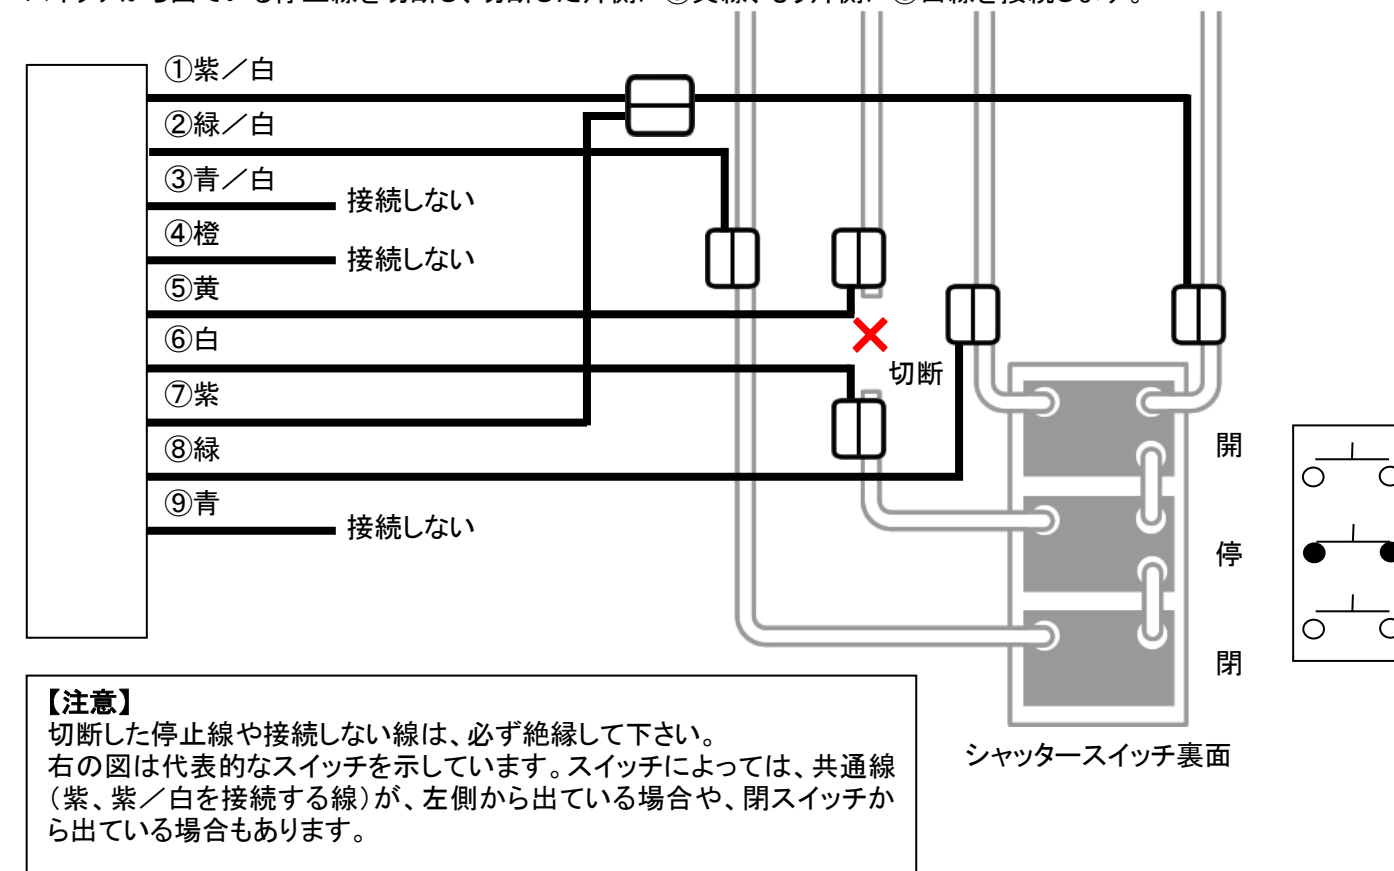 ①紫／白
②緑／白
③青／白
接続しない
④橙
接続しない
⑤黄
⑥白
切断
⑦紫
⑧緑
開
⑨青
接続しない
停
閉
【注意】
切断した停止線や接続しない線は、必ず絶縁して下さい。
右の図は代表的なスイッチを示しています。スイッチによっては、共通線
（紫、紫／白を接続する線）が、左側から出ている場合や、閉スイッチか
ら出ている場合もあります。
シャッタースイッチ裏面